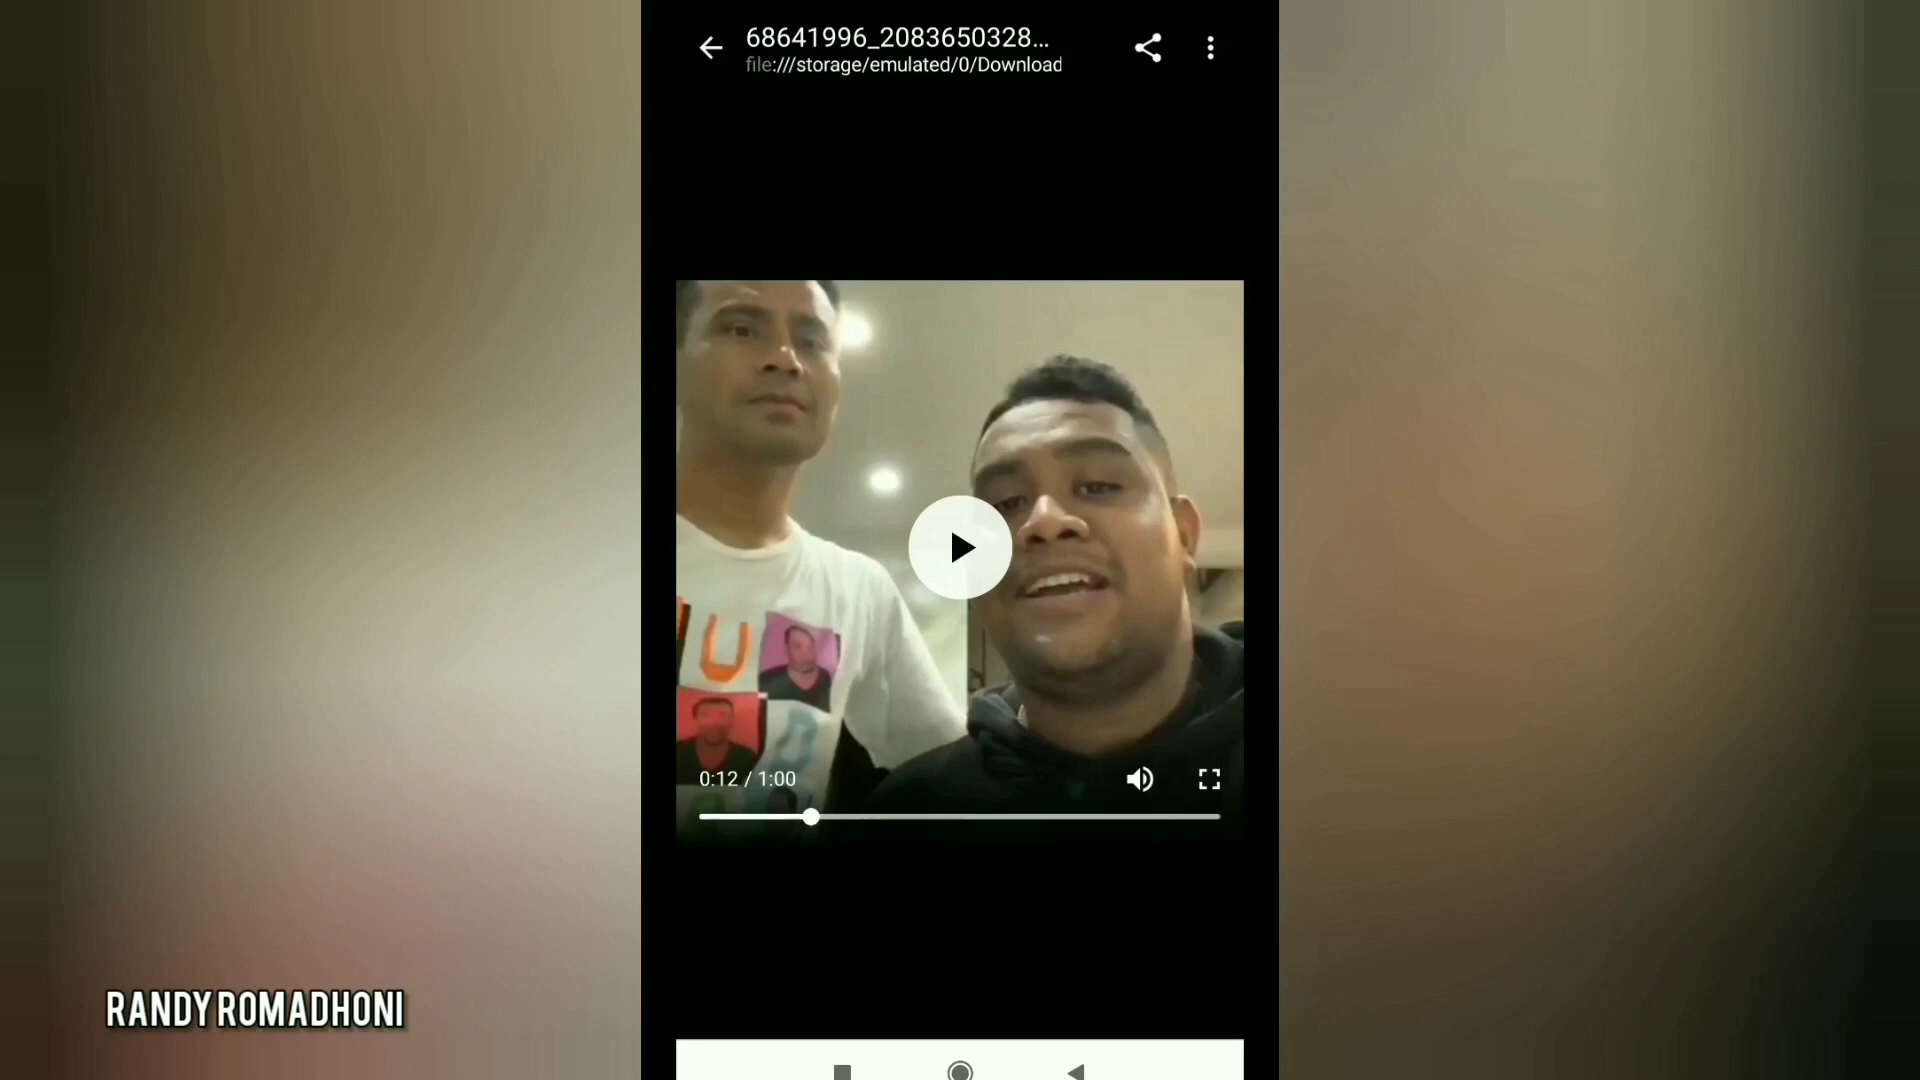 68641996_2083650328...
file:///storage/emulated/0/Download
U
0:12 / 1:00
RANDY ROMADHONI